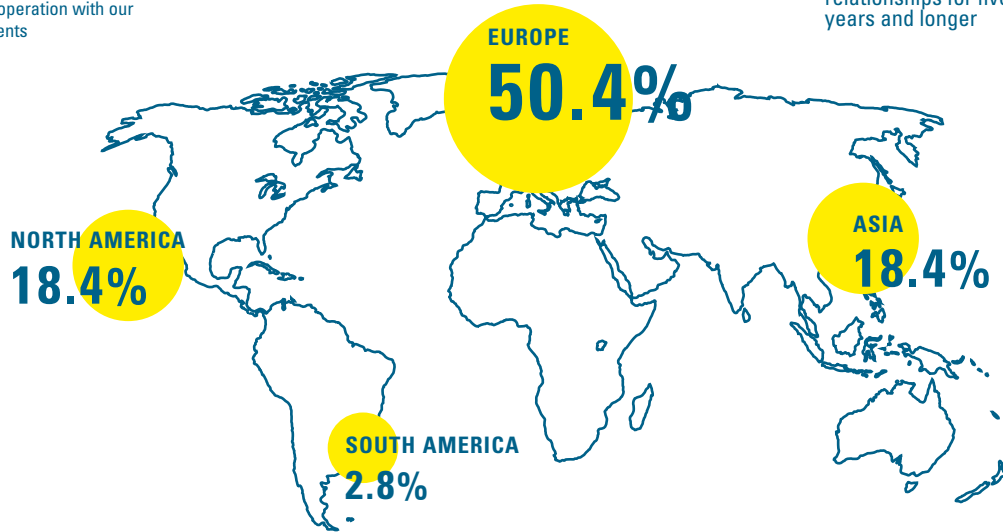 operation with our
ents
relationships for five
years and longer
EUROPE
50.4%
NORTH AMERICA
18.4%
ASIA
18.4%
SOUTH AMERICA
2.8%